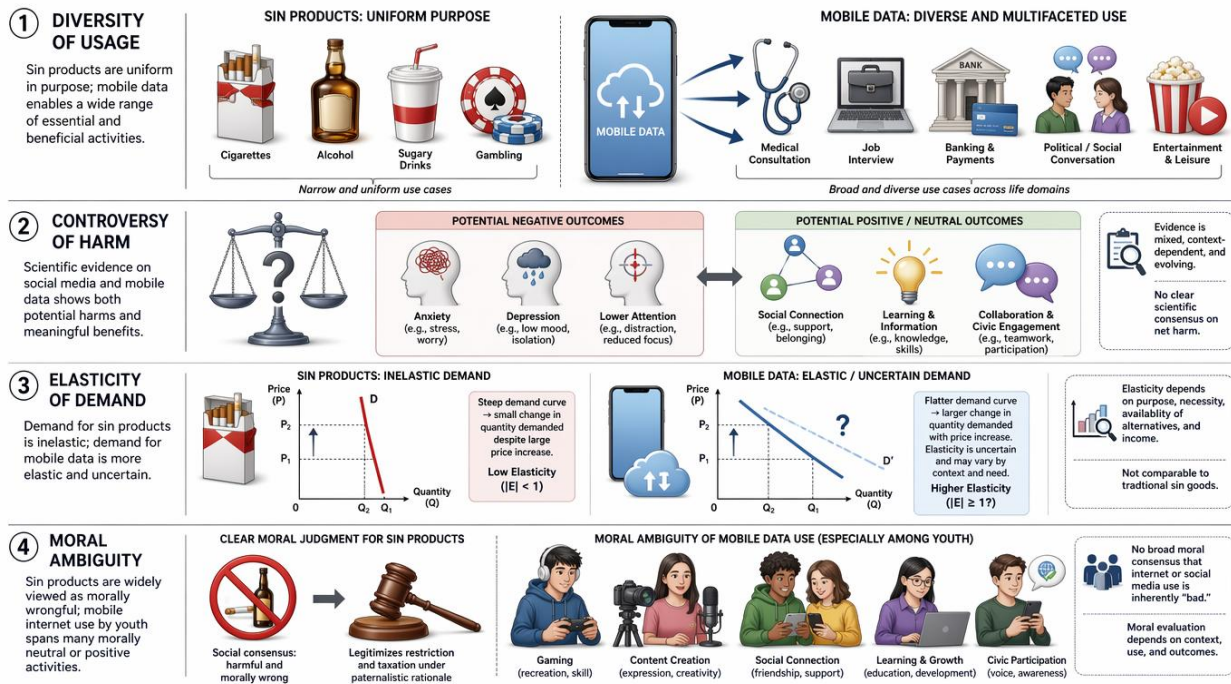 1
DIVERSITY
OF USAGE
Sin products are uniform
in purpose; mobile data
enables a wide range
of essential and
beneficial activities.
SIN PRODUCTS: UNIFORM PURPOSE
Cigarettes
Alcohol
Sugary
Drinks
Gambling
Narrow and uniform use cases
MOBILE DATA: DIVERSE AND MULTIFACETED USE
MOBILE DATA
Medical
Consultation
Job
Interview
BANK
Banking &
Payments
Political / Social
Conversation
Entertainment
& Leisure
Broad and diverse use cases across life domains
2
CONTROVERSY
OF HARM
Scientific evidence on
social media and mobile
data shows both
potential harms and
meaningful benefits.
?
POTENTIAL NEGATIVE OUTCOMES
Anxiety
(e.g., stress,
worry)
Depression
(e.g., low mood,
isolation)
Lower Attention
(e.g., distraction,
reduced focus)
POTENTIAL POSITIVE / NEUTRAL OUTCOMES
Social Connection
(e.g., support,
belonging)
Learning &
Information
(e.g., knowledge,
skills)
Collaboration &
Civic Engagement
(e.g., teamwork,
participation)
Evidence is
mixed, context-
dependent, and
evolving.
No clear
scientific
consensus on
net harm.
3
ELASTICITY
OF DEMAND
Demand for sin products
is inelastic; demand for
mobile data is more
elastic and uncertain.
SIN PRODUCTS: INELASTIC DEMAND
Price
(P)
D
P2
P1
0
Q2
Q1
Quantity
(Q)
Steep demand curve
→ small change in
quantity demanded
despite large
price increase.
Low Elasticity
(|E| < 1)
MOBILE DATA: ELASTIC / UNCERTAIN DEMAND
Price
(P)
P2
P1
?
D'
0
Q2
Q1
Quantity
(Q)
Flatter demand curve
→ larger change in
quantity demanded
with price increase.
Elasticity is uncertain
and may vary by
context and need.
Higher Elasticity
(|E| ≥ 1?)
Elasticity depends
on purpose, necessity,
availablity of
alternatives, and
income.
Not comparable to
tradtional sin goods.
4
MORAL
AMBIGUITY
Sin products are widely
viewed as morally
wrongful; mobile
internet use by youth
spans many morally
neutral or positive
activities.
CLEAR MORAL JUDGMENT FOR SIN PRODUCTS
Social consensus:
harmful and
morally wrong
Legitimizes restriction
and taxation under
paternalistic rationale
MORAL AMBIGUITY OF MOBILE DATA USE (ESPECIALLY AMONG YOUTH)
Gaming
(recreation, skill)
Content Creation
(expression, creativity)
Social Connection
(friendship, support)
Learning & Growth
(education, development)
Civic Participation
(voice, awareness)
No broad moral
consensus that
internet or social
media use is
inherently “bad.”
Moral evaluation
depends on context,
use, and outcomes.